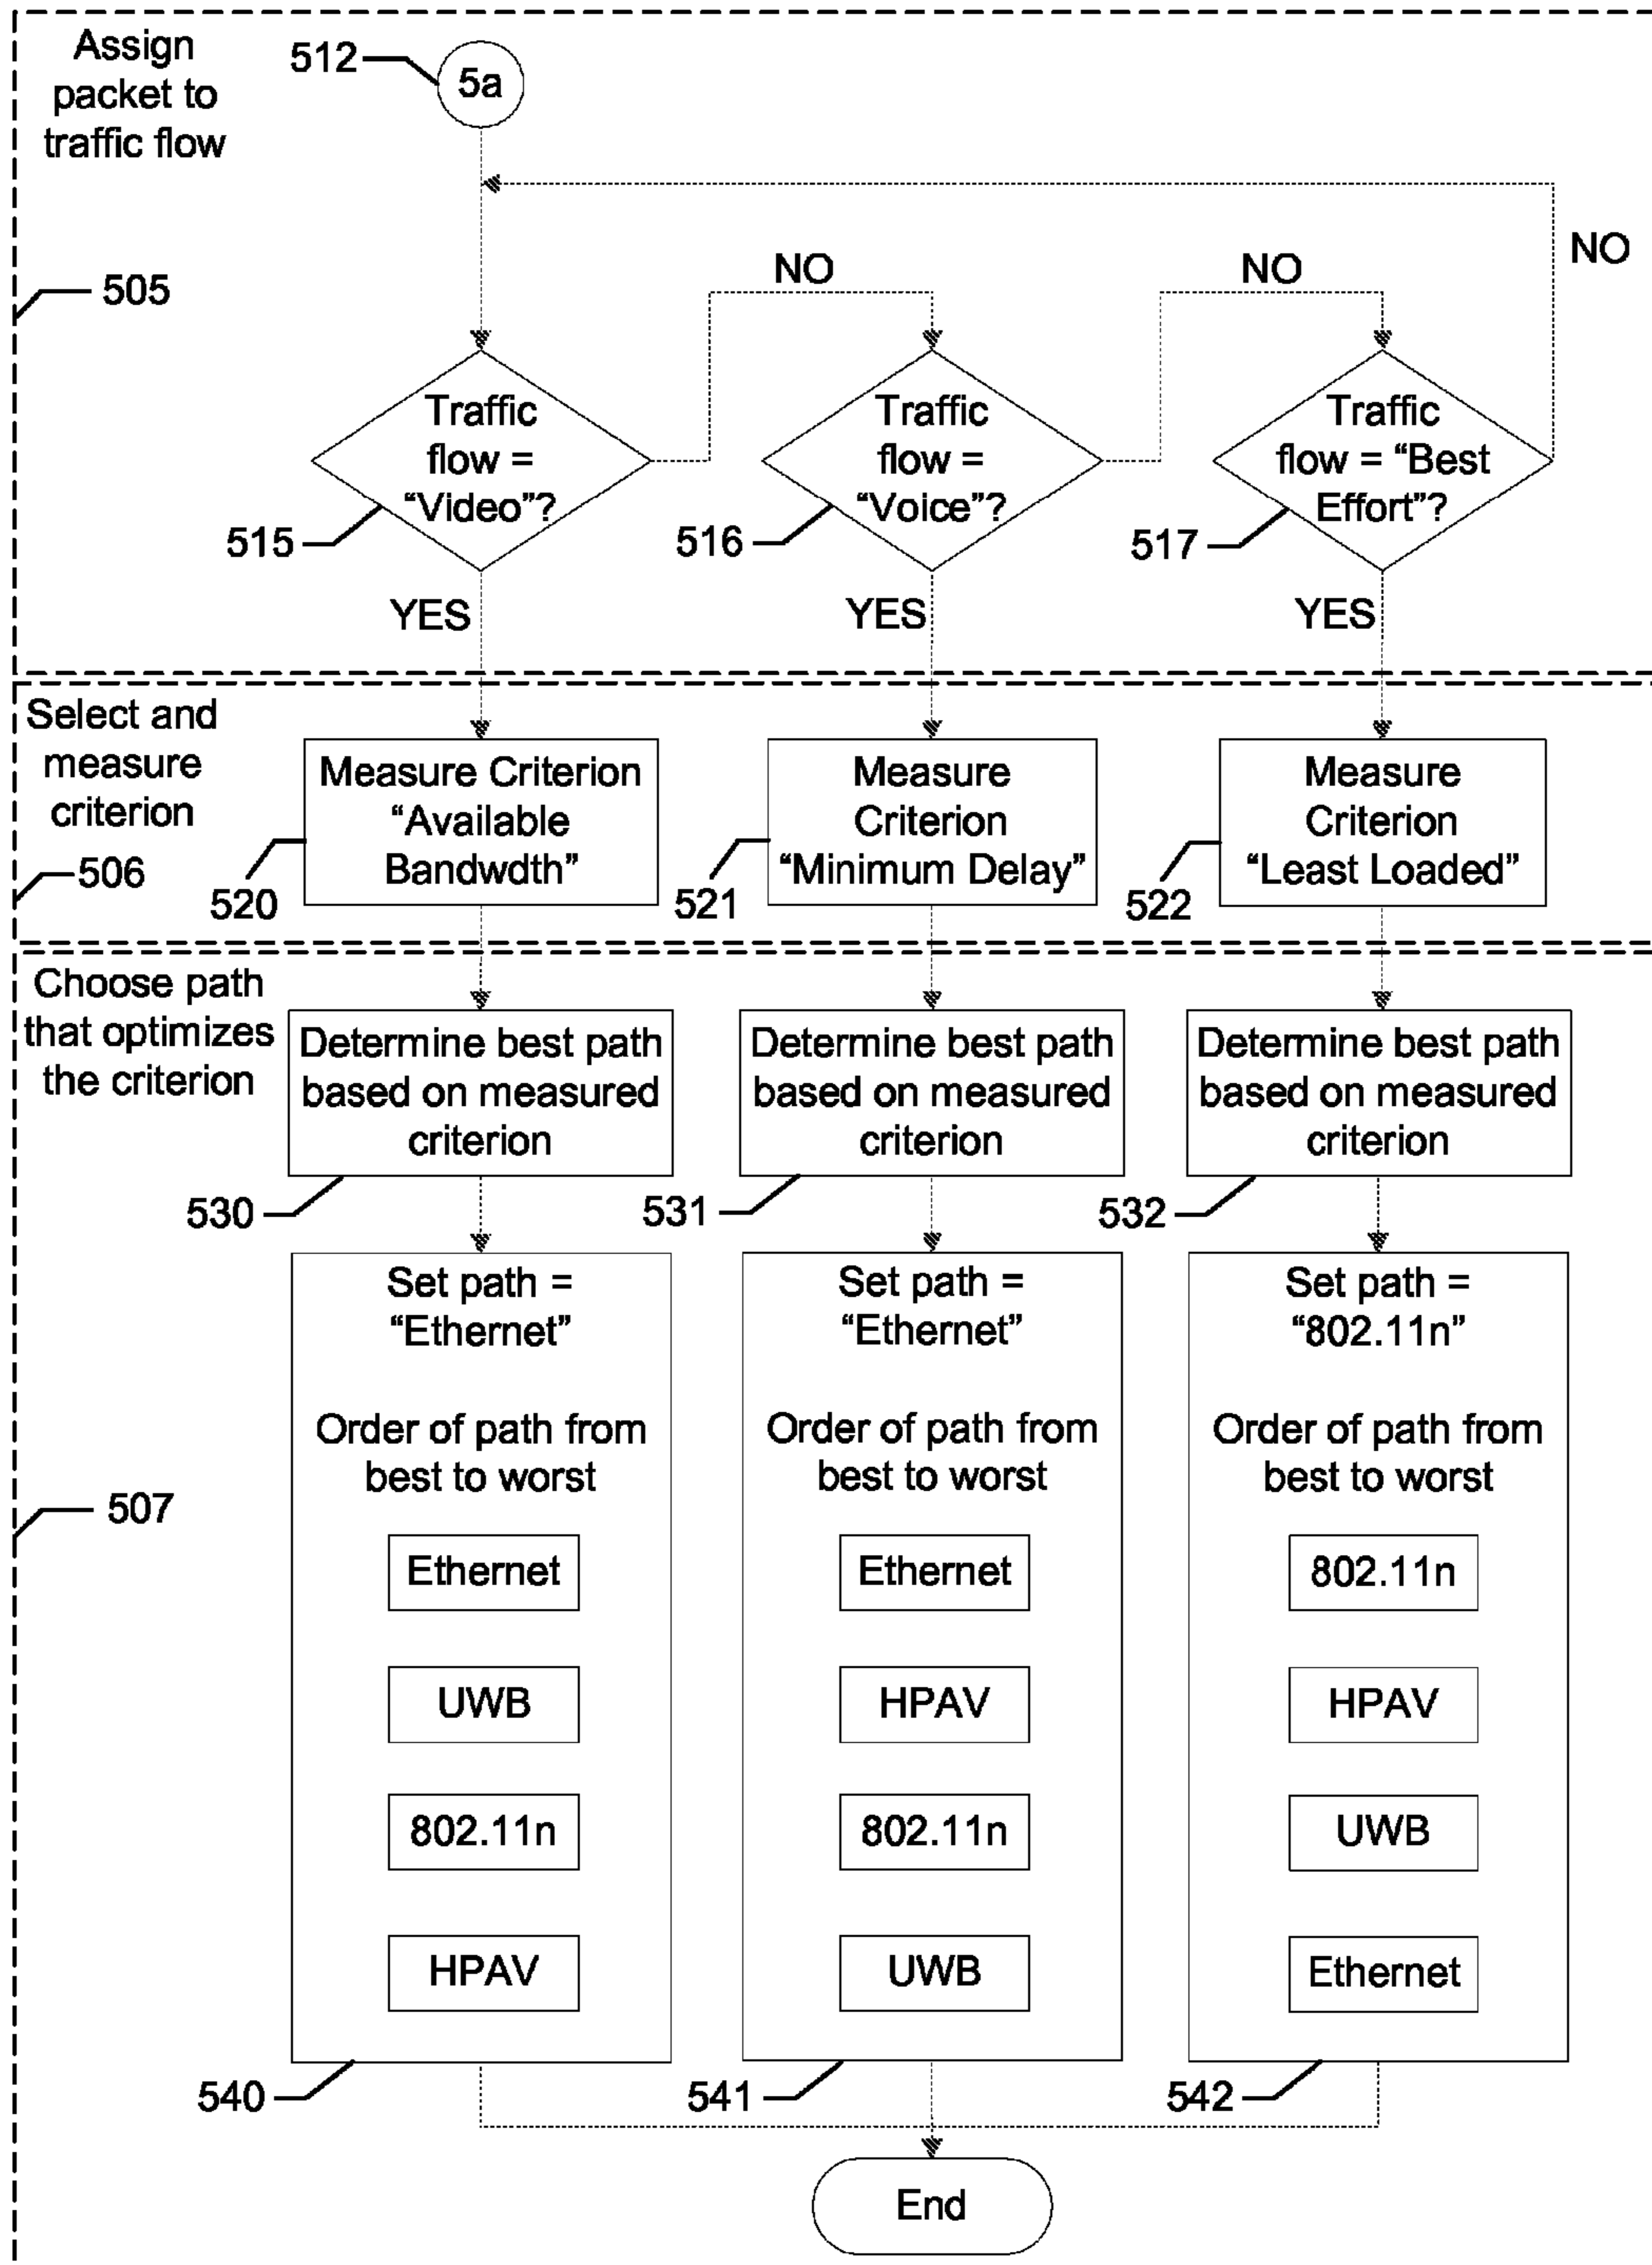 Assign
packet to
traffic flow
512
5a
505
NO
NO
NO
Traffic
flow =
“Video”?
515
YES
Traffic
flow =
“Voice”?
516
YES
Traffic
flow = “Best
Effort”?
517
YES
Select and
measure
criterion
506
Measure Criterion
“Available
Bandwdth”
520
Measure
Criterion
“Minimum Delay”
521
Measure
Criterion
“Least Loaded”
522
Choose path
that optimizes
the criterion
507
Determine best path
based on measured
criterion
530
Determine best path
based on measured
criterion
531
Determine best path
based on measured
criterion
532
Set path =
“Ethernet”
Order of path from
best to worst
Ethernet
UWB
802.11n
HPAV
540
Set path =
“Ethernet”
Order of path from
best to worst
Ethernet
HPAV
802.11n
UWB
541
Set path =
“802.11n”
Order of path from
best to worst
802.11n
HPAV
UWB
Ethernet
542
End